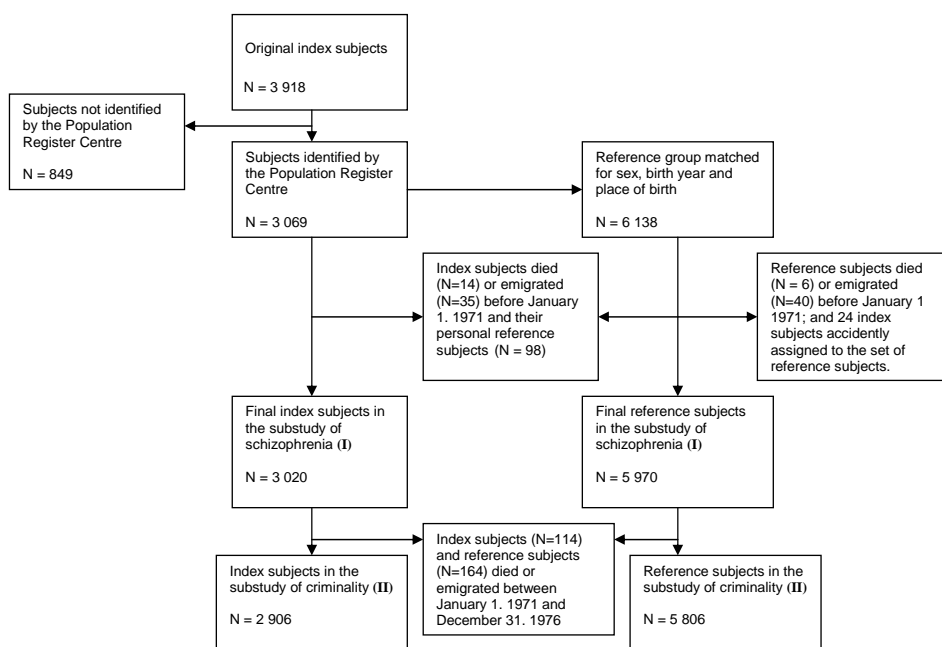 Original index subjects
N = 3 918
Subjects not identified
by the Population
Register Centre
N = 849
Subjects identified by
the Population Register
Centre
N = 3 069
Reference group matched
for sex, birth year and
place of birth
N = 6 138
Index subjects died
(N=14) or emigrated
(N=35) before January
1. 1971 and their
personal reference
subjects (N = 98)
Reference subjects died
(N = 6) or emigrated
(N=40) before January 1
1971; and 24 index
subjects accidently
assigned to the set of
reference subjects.
Final index subjects in
the substudy of
schizophrenia (I)
N = 3 020
Final reference subjects
in the substudy of
schizophrenia (I)
N = 5 970
Index subjects (N=114)
and reference subjects
(N=164) died or
emigrated between
January 1. 1971 and
December 31. 1976
Index subjects in the
substudy of criminality (II)
N = 2 906
Reference subjects in the
substudy of criminality (II)
N = 5 806